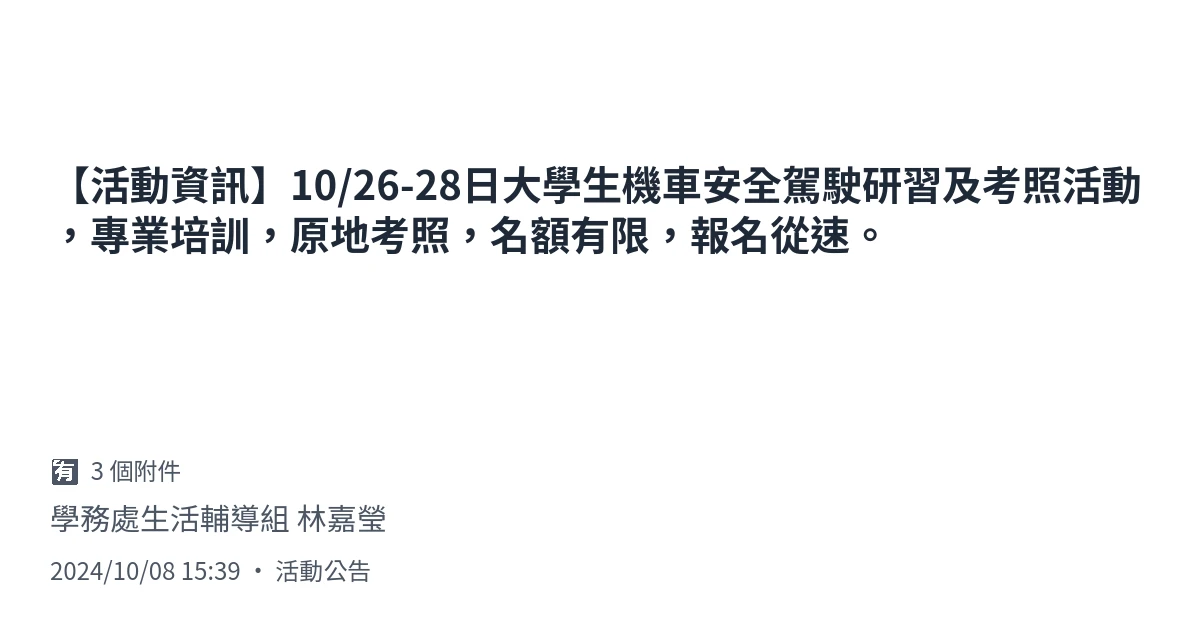 【活動資訊】10/26-28日大學生機車安全駕駛研習及考照活動
，專業培訓，原地考照，名額有限，報名從速。
有 3 個附件
學務處生活輔導組 林嘉瑩
2024/10/08 15:39 • 活動公告